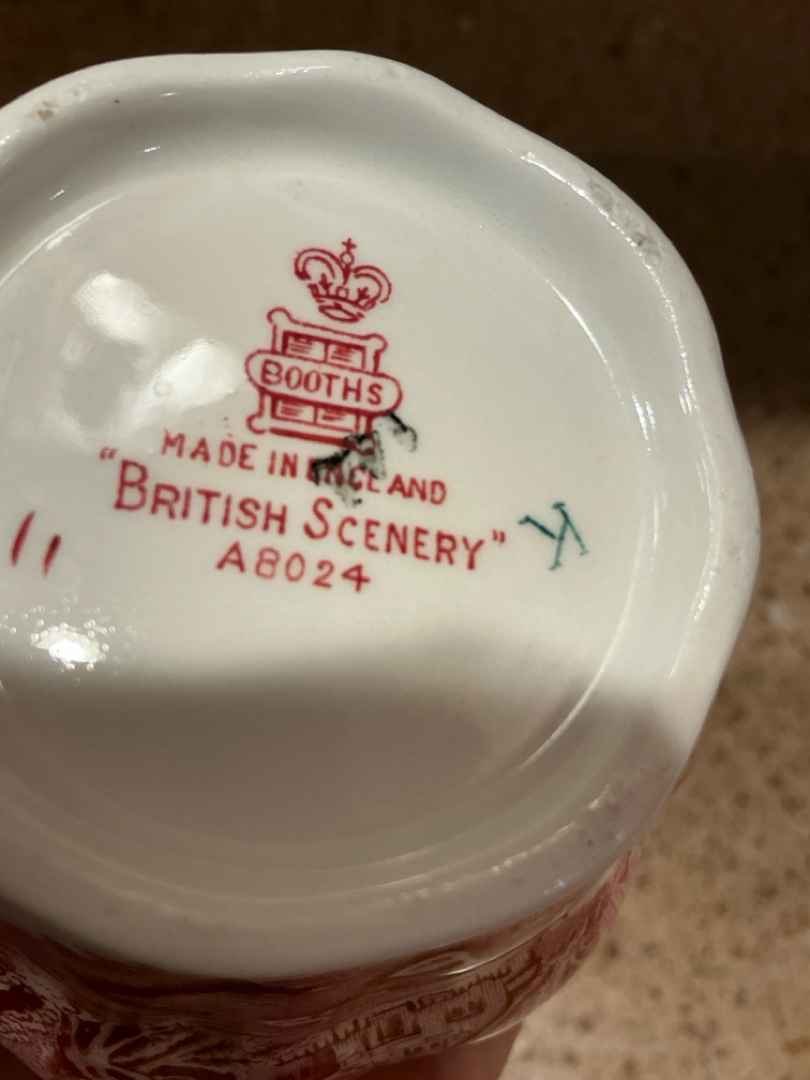 BOOTHS
MADE IN ENGLAND
"BRITISH SCENERY"
A8024